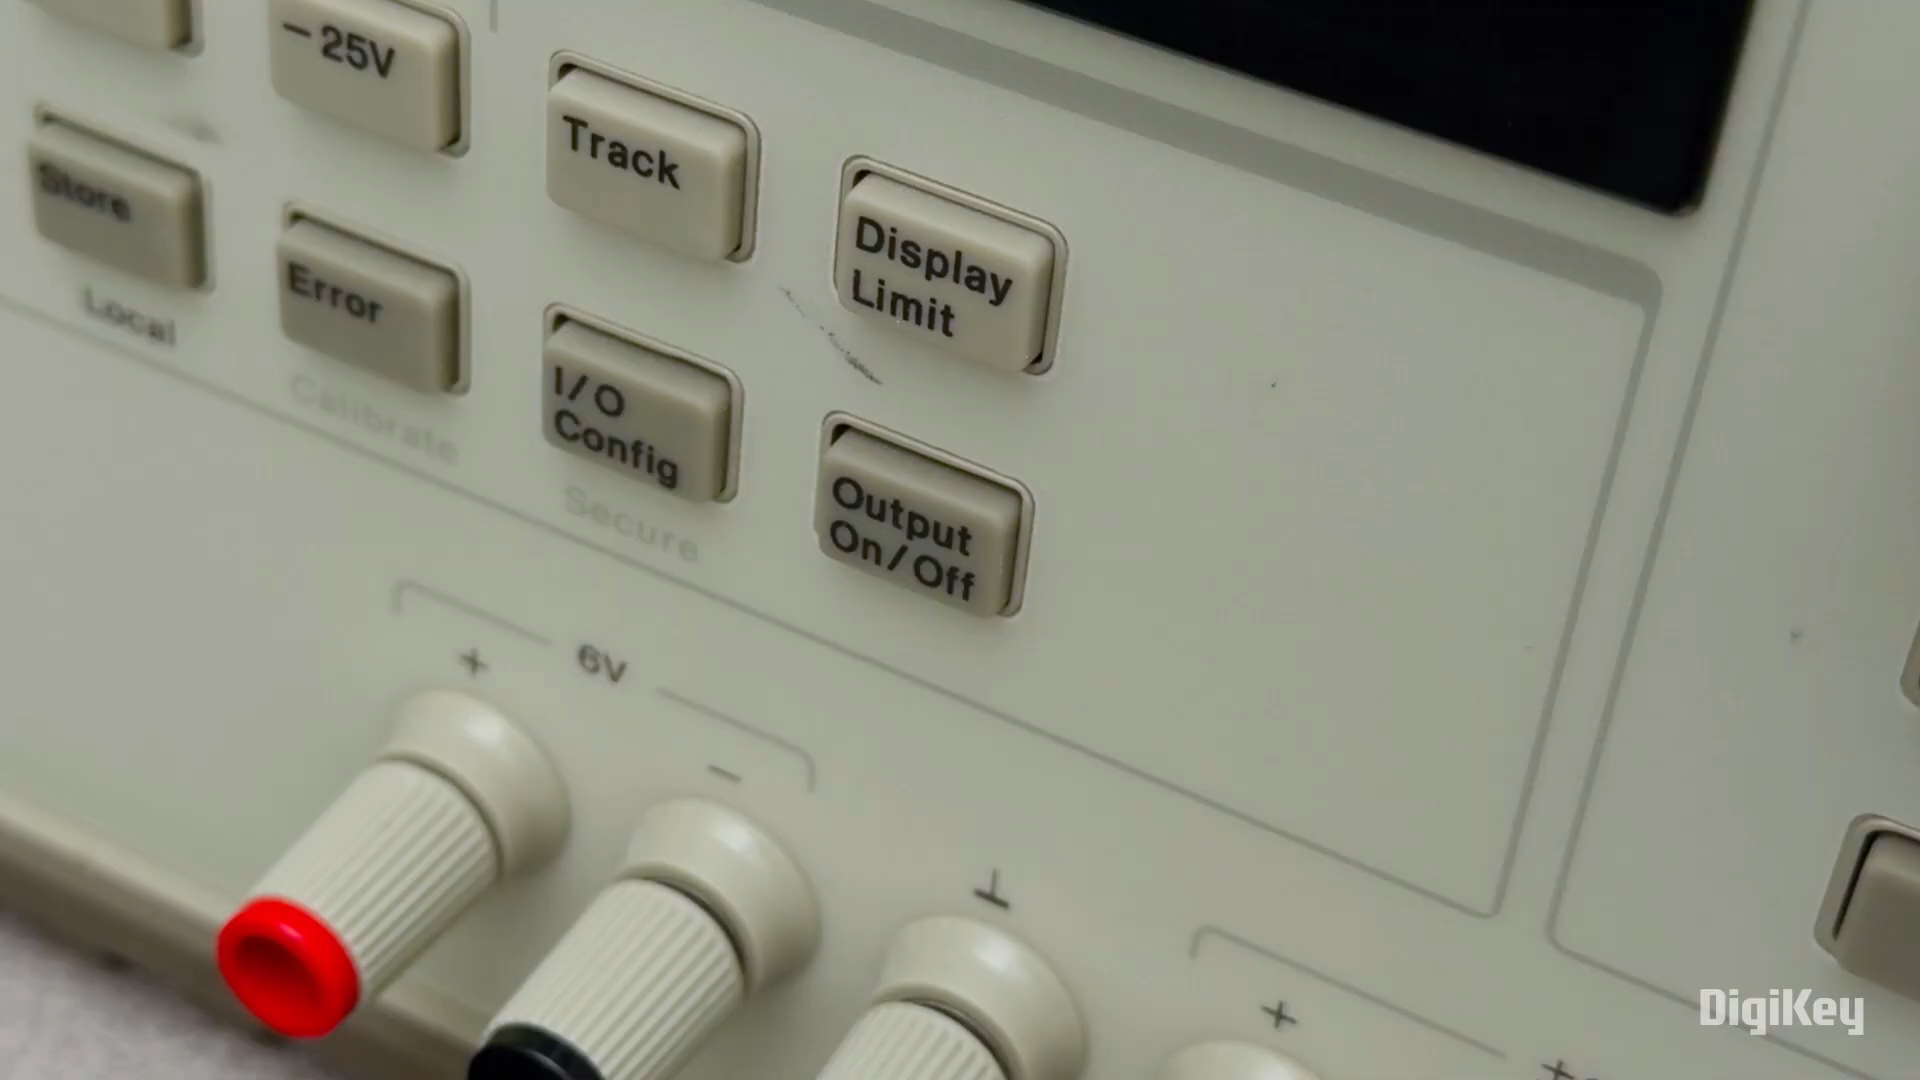 - 25V
Track
Display
Limit
Store
Local
Error
Calibrate
I/O
Config
Secure
Output
On/Off
+
6V
-
+
DigiKey